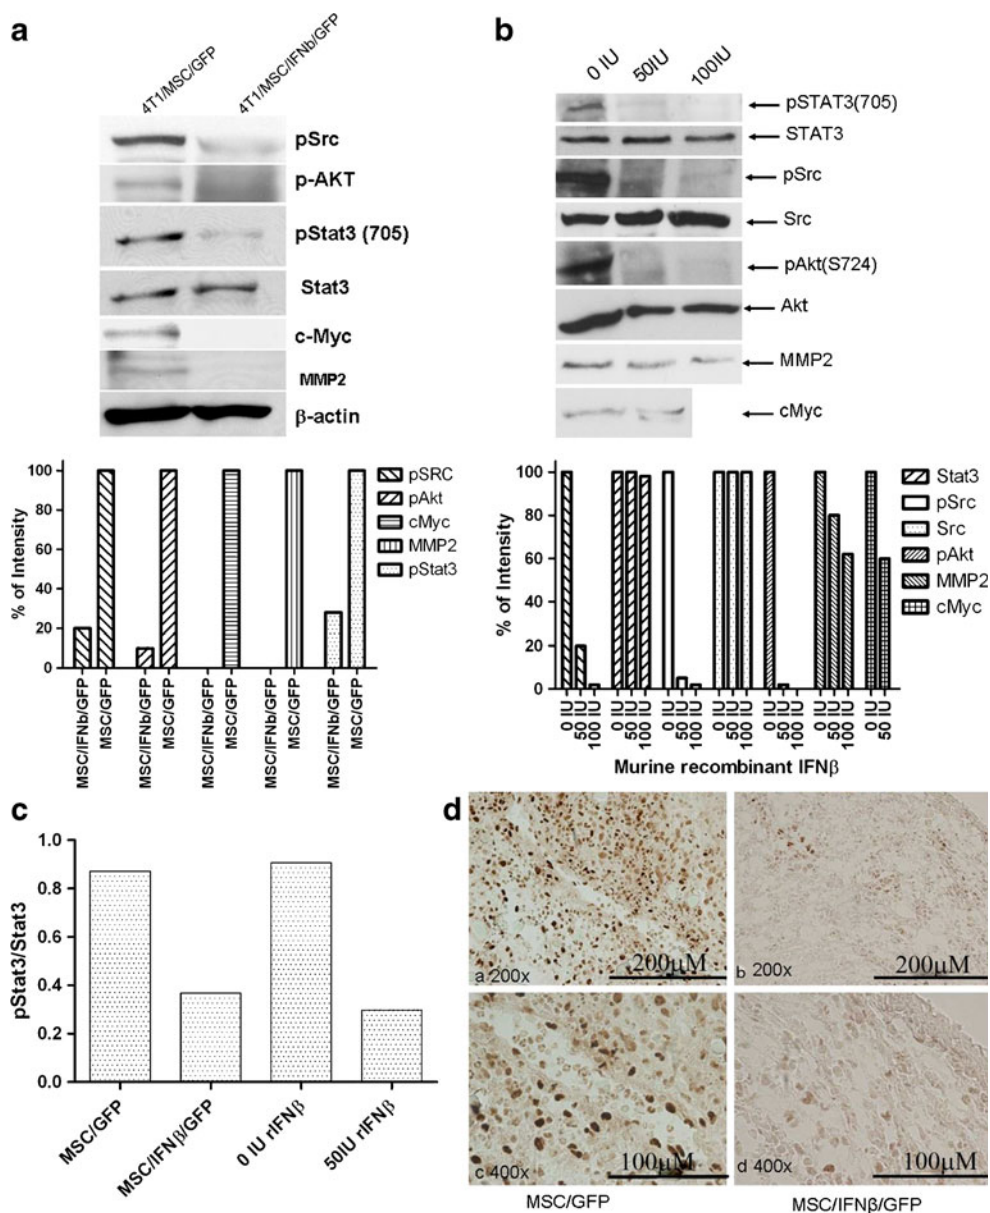 a
4T1/MSC/GFP
4T1/MSC/IFNb/GFP
pSrc
p-AKT
pStat3 (705)
Stat3
c-Myc
MMP2
β-actin
100
80
60
40
20
0
% of Intensity
pSRC
pAkt
cMyc
MMP2
pStat3
MSC/IFNb/GFP
MSC/GFP
MSC/IFNb/GFP
MSC/GFP
MSC/IFNb/GFP
MSC/GFP
MSC/IFNb/GFP
MSC/GFP
MSC/IFNb/GFP
MSC/GFP
b
0 IU
50IU
100IU
pSTAT3(705)
STAT3
pSrc
Src
pAkt(S724)
Akt
MMP2
cMyc
100
80
60
40
20
0
% of Intensity
Stat3
pSrc
Src
pAkt
MMP2
cMyc
0 IU
50 IU
100 IU
0 IU
50 IU
100 IU
0 IU
50 IU
100 IU
0 IU
50 IU
100 IU
0 IU
50 IU
100 IU
0 IU
50 IU
100 IU
0 IU
50 IU
Murine recombinant IFNβ
c
1.0
0.8
0.6
0.4
0.2
0.0
pStat3/Stat3
MSC/GFP
MSC/IFNβ/GFP
0 IU rIFNβ
50IU rIFNβ
d
a 200x
200µM
b 200x
200µM
c 400x
100µM
d 400x
100µM
MSC/GFP
MSC/IFNβ/GFP